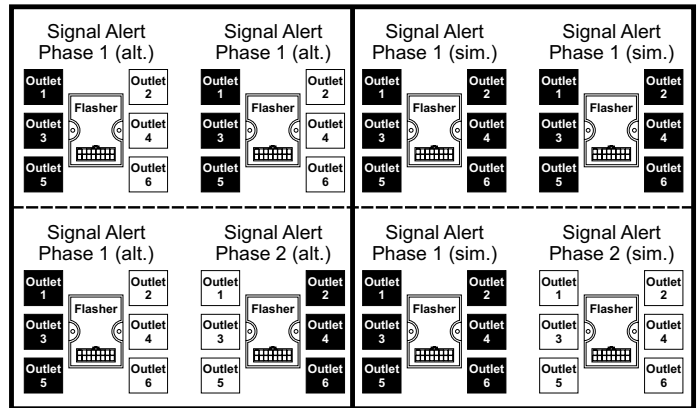 Signal Alert
Phase 1 (alt.)
Outlet
1
Outlet
2
Flasher
Outlet
3
Outlet
4
Outlet
5
Outlet
6
Signal Alert
Phase 1 (alt.)
Outlet
1
Outlet
2
Flasher
Outlet
3
Outlet
4
Outlet
5
Outlet
6
Signal Alert
Phase 1 (sim.)
Outlet
1
Outlet
2
Flasher
Outlet
3
Outlet
4
Outlet
5
Outlet
6
Signal Alert
Phase 1 (sim.)
Outlet
1
Outlet
2
Flasher
Outlet
3
Outlet
4
Outlet
5
Outlet
6
Signal Alert
Phase 1 (alt.)
Outlet
1
Outlet
2
Flasher
Outlet
3
Outlet
4
Outlet
5
Outlet
6
Signal Alert
Phase 2 (alt.)
Outlet
1
Outlet
2
Flasher
Outlet
3
Outlet
4
Outlet
5
Outlet
6
Signal Alert
Phase 1 (sim.)
Outlet
1
Outlet
2
Flasher
Outlet
3
Outlet
4
Outlet
5
Outlet
6
Signal Alert
Phase 2 (sim.)
Outlet
1
Outlet
2
Flasher
Outlet
3
Outlet
4
Outlet
5
Outlet
6